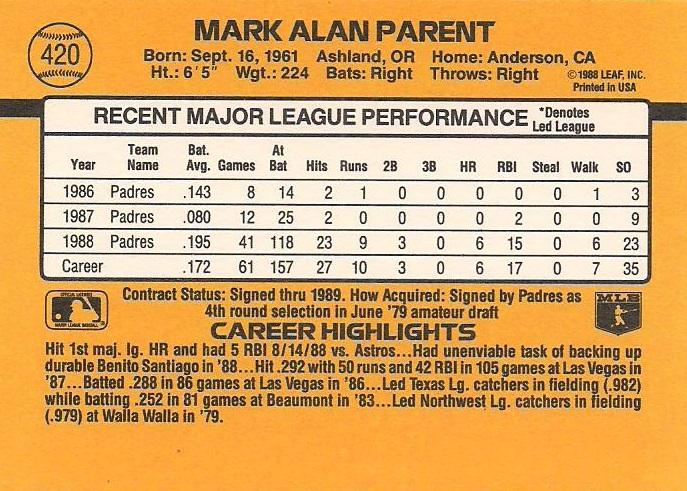 420
MARK ALAN PARENT
Born: Sept. 16, 1961 Ashland, OR Home: Anderson, CA
Ht.: 6'5" Wgt.: 224 Bats: Right Throws: Right
©1988 LEAF, INC.
Printed in USA
RECENT MAJOR LEAGUE PERFORMANCE *Denotes Led League
Year Team Name Bat. Avg. Games At Bat Hits Runs 2B 3B HR RBI Steal Walk SO
1986 Padres .143 8 14 2 1 0 0 0 0 0 1 3
1987 Padres .080 12 25 2 0 0 0 0 2 0 0 9
1988 Padres .195 41 118 23 9 3 0 6 15 0 6 23
Career .172 61 157 27 10 3 0 6 17 0 7 35
OFFICIAL LICENSEE
MAJOR LEAGUE BASEBALL
Contract Status: Signed thru 1989. How Acquired: Signed by Padres as
4th round selection in June '79 amateur draft
MLB
CAREER HIGHLIGHTS
Hit 1st maj. lg. HR and had 5 RBI 8/14/88 vs. Astros...Had unenviable task of backing up
durable Benito Santiago in '88...Hit .292 with 50 runs and 42 RBI in 105 games at Las Vegas in
'87...Batted .288 in 86 games at Las Vegas in '86...Led Texas Lg. catchers in fielding (.982)
while batting .252 in 81 games at Beaumont in '83...Led Northwest Lg. catchers in fielding
(.979) at Walla Walla in '79.